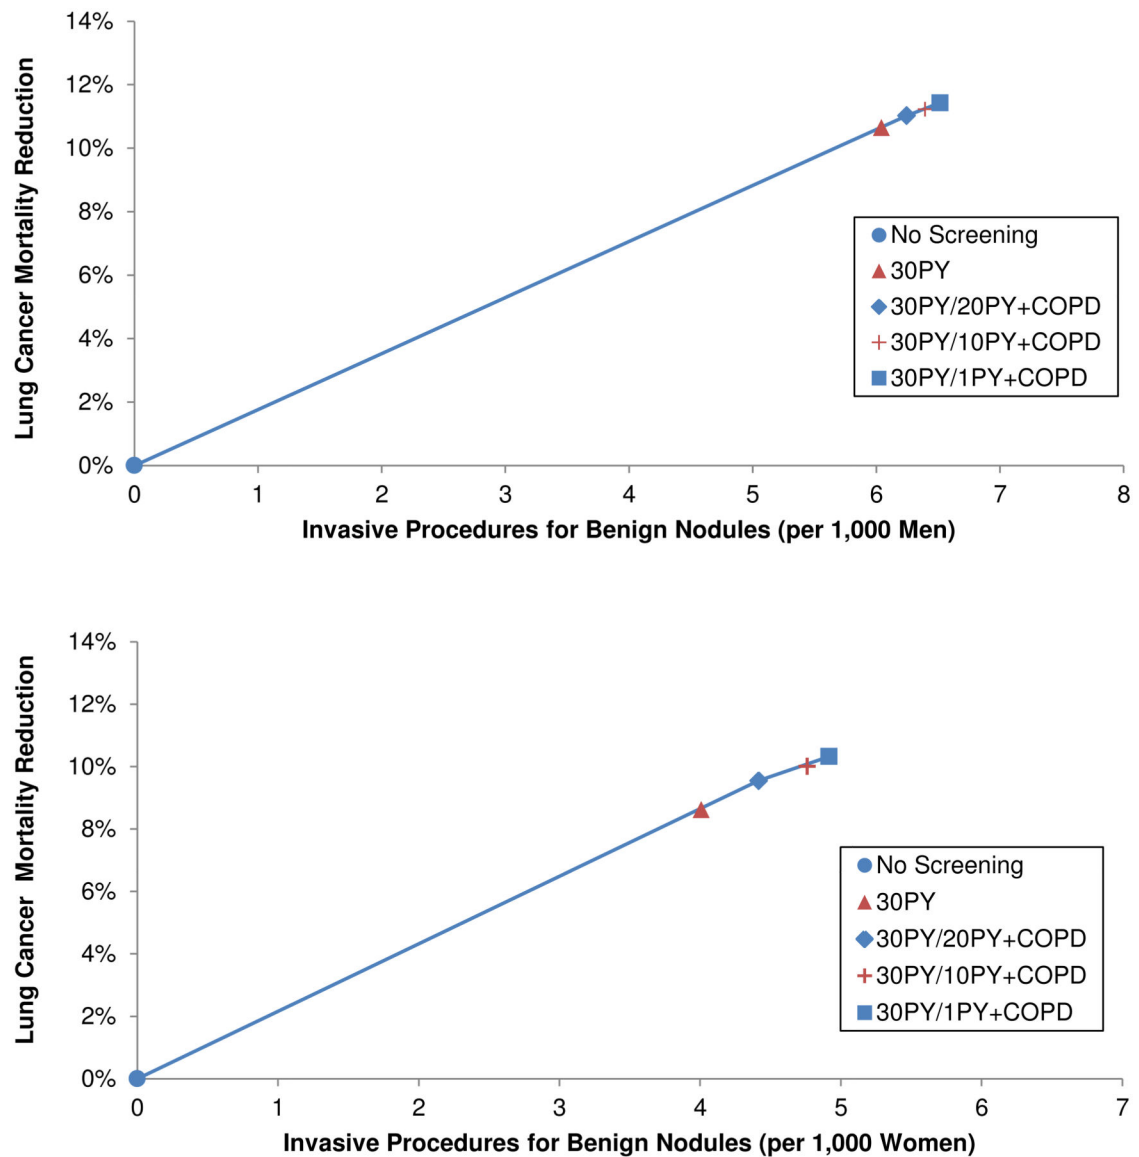 14%
12%
10%
8%
6%
4%
2%
0%
Lung Cancer Mortality Reduction
0 1 2 3 4 5 6 7 8
Invasive Procedures for Benign Nodules (per 1,000 Men)
No Screening
30PY
30PY/20PY+COPD
30PY/10PY+COPD
30PY/1PY+COPD
14%
12%
10%
8%
6%
4%
2%
0%
Lung Cancer Mortality Reduction
0 1 2 3 4 5 6 7
Invasive Procedures for Benign Nodules (per 1,000 Women)
No Screening
30PY
30PY/20PY+COPD
30PY/10PY+COPD
30PY/1PY+COPD